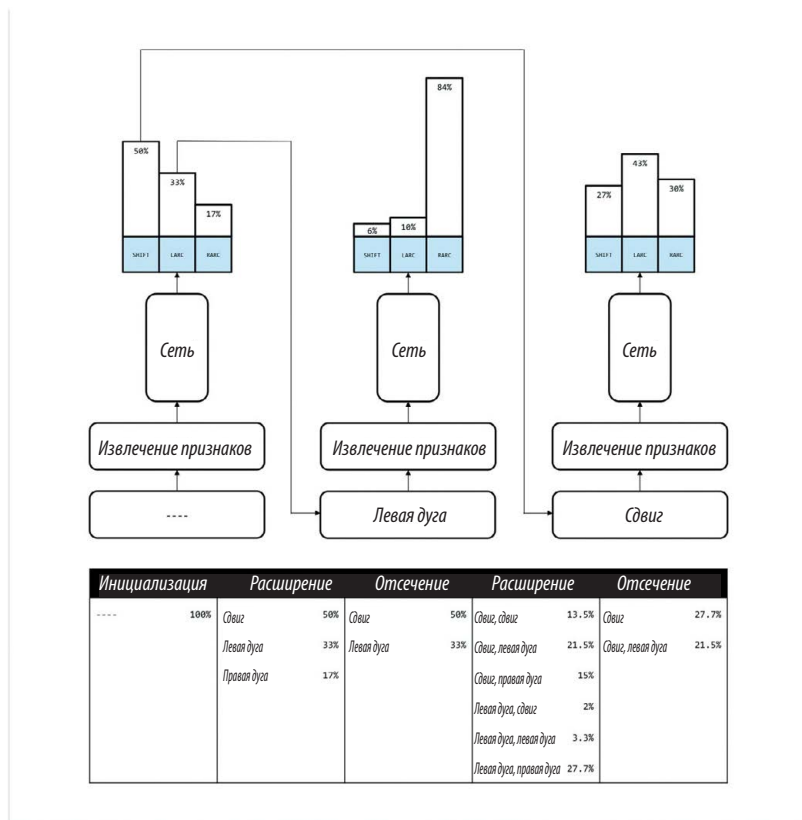 84%
50%
43%
33%
27%
30%
17%
6%
10%
SHIFT LARC RARC
SHIFT LARC RARC
SHIFT LARC RARC
Сеть
Сеть
Сеть
Извлечение признаков
Извлечение признаков
Извлечение признаков
----
Левая дуга
Сдвиг
Инициализация Расширение Отсечение Расширение Отсечение
---- 100% Сдвиг 50% Сдвиг 50% Сдвиг, сдвиг 13.5% Сдвиг 27.7%
Левая дуга 33% Левая дуга 33% Сдвиг, левая дуга 21.5% Сдвиг, левая дуга 21.5%
Правая дуга 17% Сдвиг, правая дуга 15%
Левая дуга, сдвиг 2%
Левая дуга, левая дуга 3.3%
Левая дуга, правая дуга 27.7%